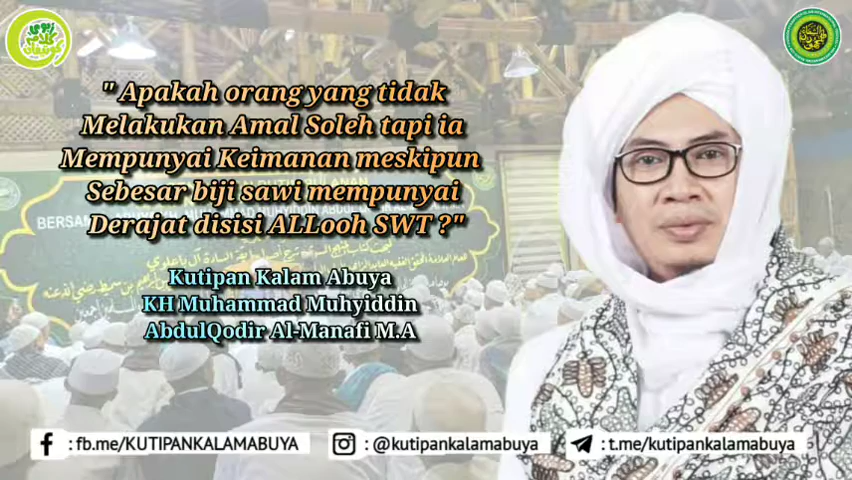 " Apakah orang yang tidak
Melakukan Amal Soleh tapi ia
Mempunyai Keimanan meskipun
Sebesar biji sawi mempunyai
Derajat disisi ALLooh SWT ?"
Kutipan Kalam Abuya
KH Muhammad Muhyiddin
AbdulQodir Al-Manafi M.A
: fb.me/KUTIPANKALAMABUYA
: @kutipankalamabuya
: t.me/kutipankalamabuya